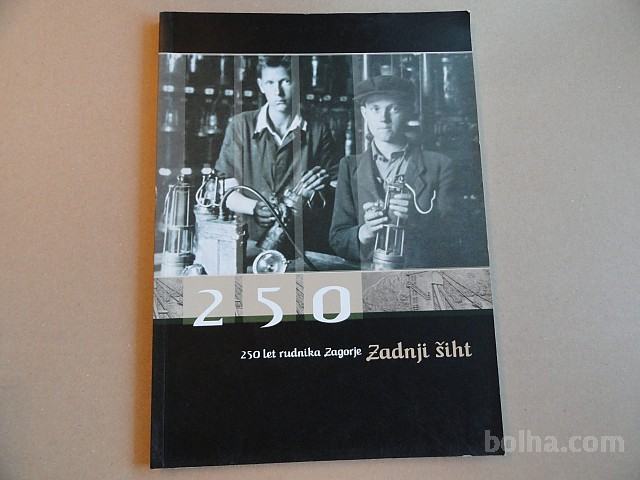 250
250 let rudnika Zagorje Zadnji šiht
bolha.com